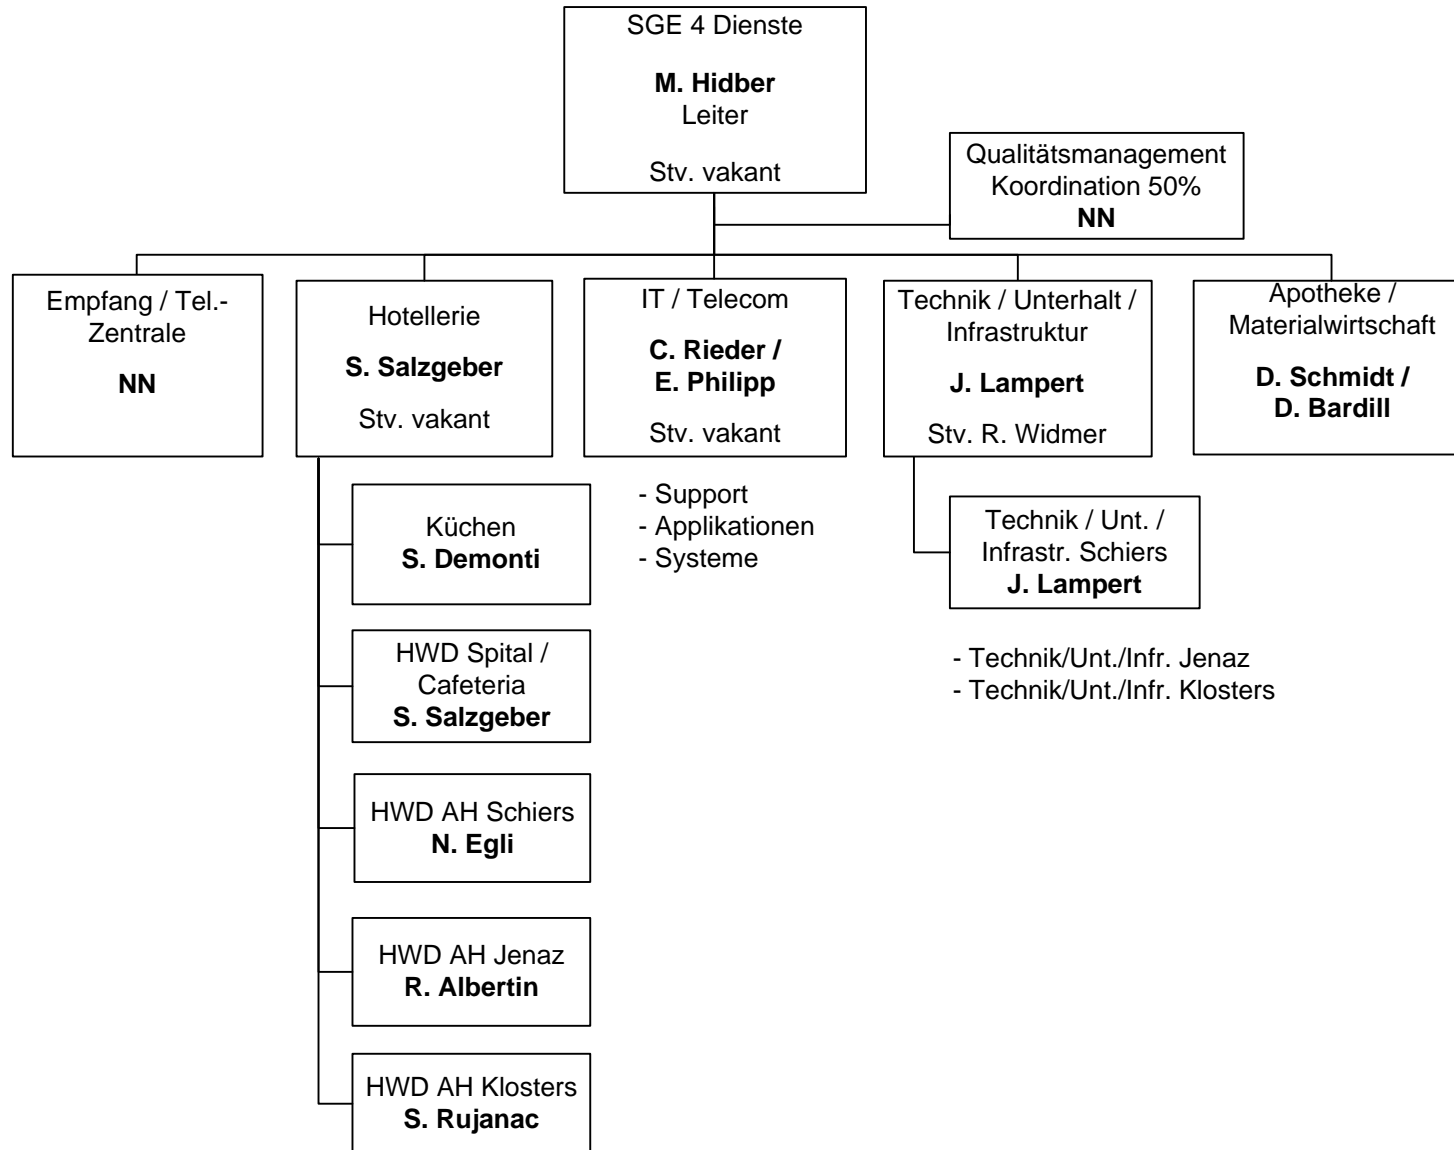 SGE 4 Dienste
M. Hidber
Leiter
Stv. vakant
Qualitätsmanagement
Koordination 50%
NN
Empfang / Tel.-
Zentrale
NN
Hotellerie
S. Salzgeber
Stv. vakant
IT / Telecom
C. Rieder /
E. Philipp
Stv. vakant
Technik / Unterhalt /
Infrastruktur
J. Lampert
Stv. R. Widmer
Apotheke /
Materialwirtschaft
D. Schmidt /
D. Bardill
Küchen
S. Demonti
HWD Spital /
Cafeteria
S. Salzgeber
HWD AH Schiers
N. Egli
HWD AH Jenaz
R. Albertin
HWD AH Klosters
S. Rujanac
- Support
- Applikationen
- Systeme
Technik / Unt. /
Infrastr. Schiers
J. Lampert
- Technik/Unt./Infr. Jenaz
- Technik/Unt./Infr. Klosters